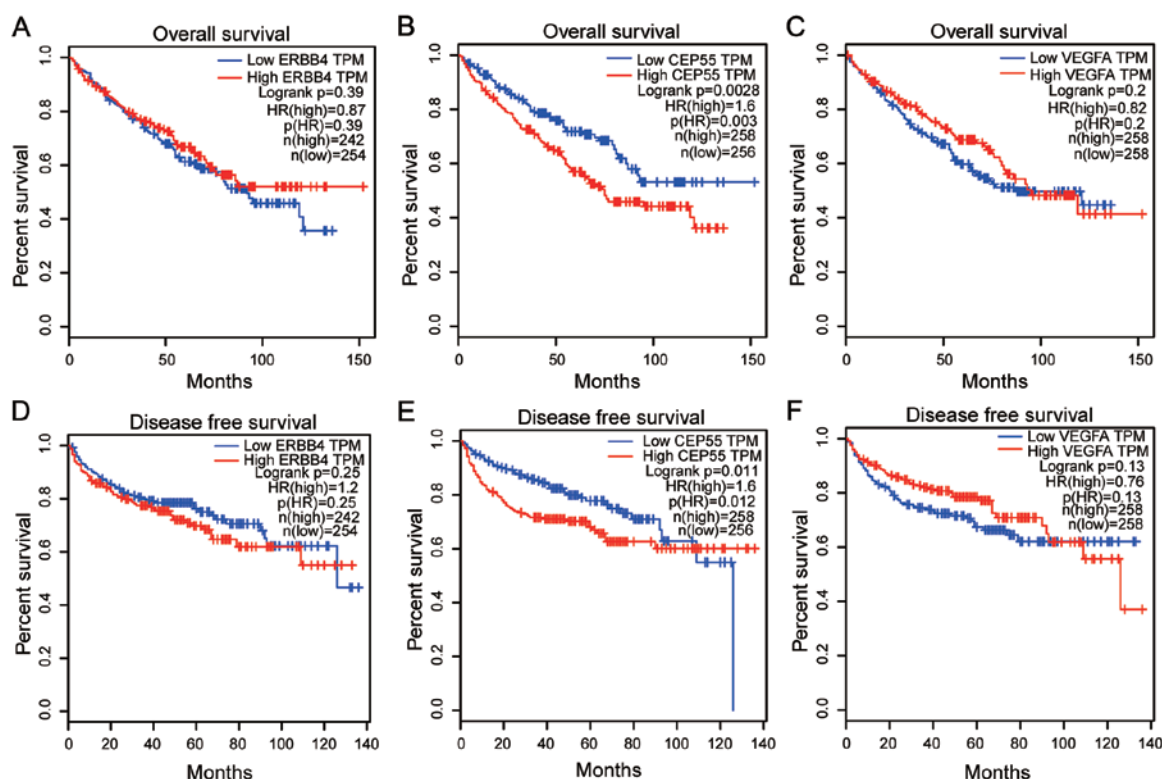 A
Overall survival
Low ERBB4 TPM
High ERBB4 TPM
Logrank p=0.39
HR(high)=0.87
p(HR)=0.39
n(high)=242
n(low)=254
Percent survival
0.0
0.2
0.4
0.6
0.8
1.0
0
50
100
150
Months
B
Overall survival
Low CEP55 TPM
High CEP55 TPM
Logrank p=0.0028
HR(high)=1.6
p(HR)=0.003
n(high)=258
n(low)=256
Percent survival
0.0
0.2
0.4
0.6
0.8
1.0
0
50
100
150
Months
C
Overall survival
Low VEGFA TPM
High VEGFA TPM
Logrank p=0.2
HR(high)=0.82
p(HR)=0.2
n(high)=258
n(low)=258
Percent survival
0.0
0.2
0.4
0.6
0.8
1.0
0
50
100
150
Months
D
Disease free survival
Low ERBB4 TPM
High ERBB4 TPM
Logrank p=0.25
HR(high)=1.2
p(HR)=0.25
n(high)=242
n(low)=254
Percent survival
0.0
0.2
0.4
0.6
0.8
1.0
0 20 40 60 80 100 120 140
Months
E
Disease free survival
Low CEP55 TPM
High CEP55 TPM
Logrank p=0.011
HR(high)=1.6
p(HR)=0.012
n(high)=258
n(low)=256
Percent survival
0.0
0.2
0.4
0.6
0.8
1.0
0 20 40 60 80 100 120 140
Months
F
Disease free survival
Low VEGFA TPM
High VEGFA TPM
Logrank p=0.13
HR(high)=0.76
p(HR)=0.13
n(high)=258
n(low)=258
Percent survival
0.0
0.2
0.4
0.6
0.8
1.0
0 20 40 60 80 100 120 140
Months